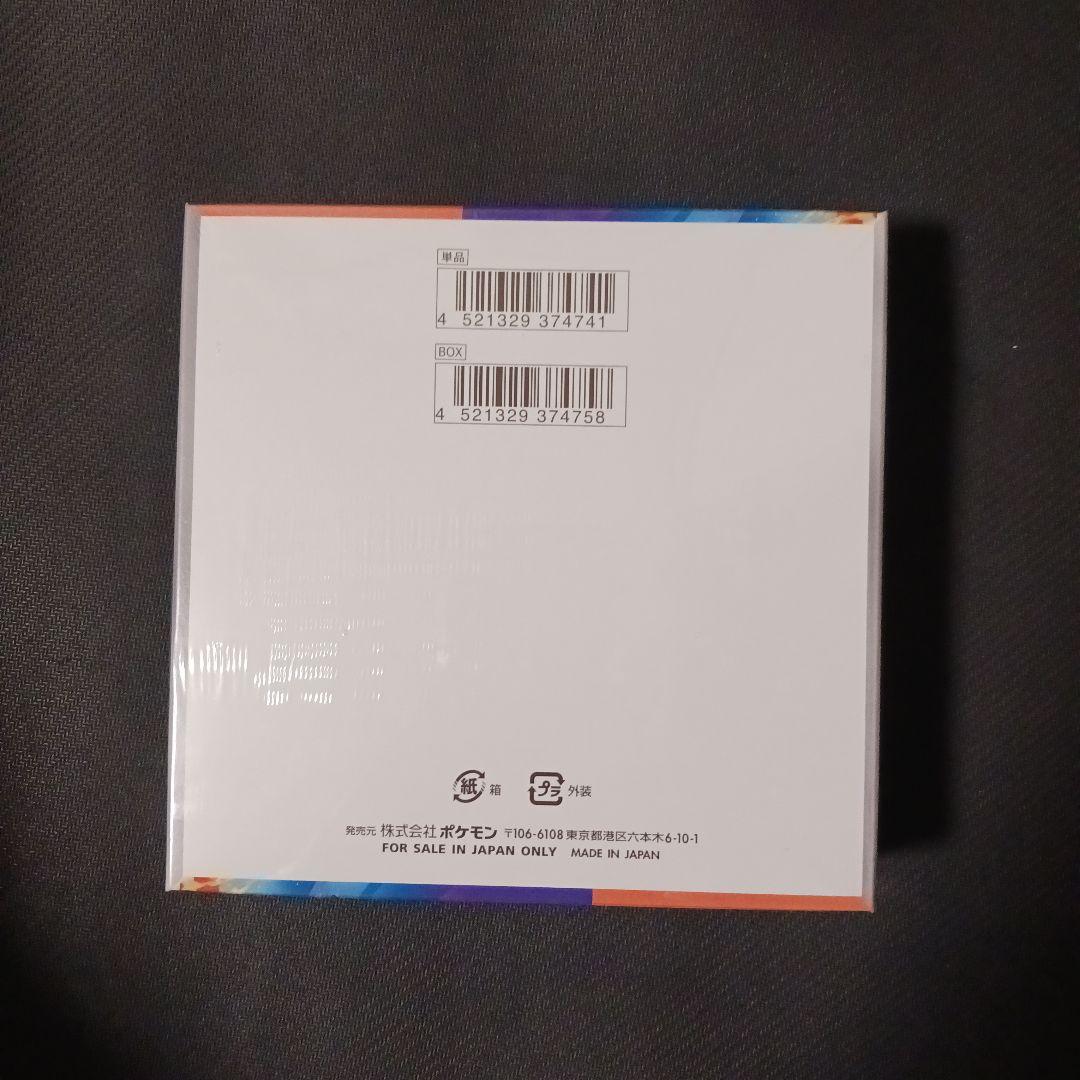 単品
4 521329 374741
BOX
4 521329 374758
紙 箱 プラ 外装
発売元 株式会社 ポケモン 〒106-6108 東京都港区六本木6-10-1
FOR SALE IN JAPAN ONLY MADE IN JAPAN